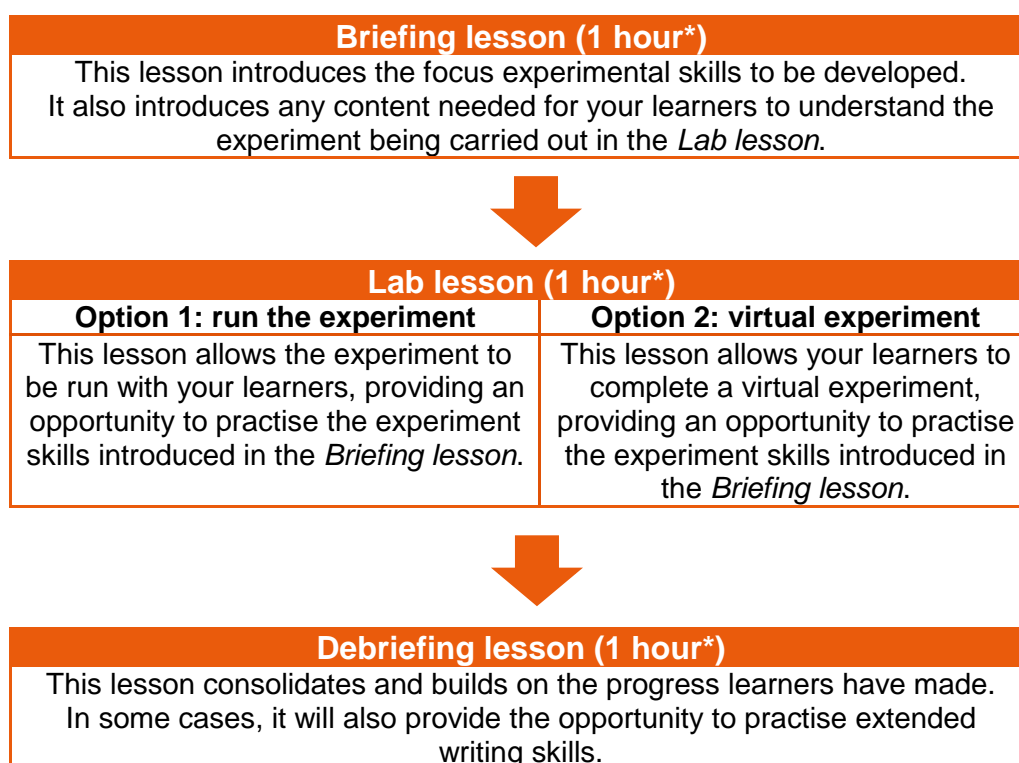 Briefing lesson (1 hour*)
This lesson introduces the focus experimental skills to be developed.
It also introduces any content needed for your learners to understand the
experiment being carried out in the Lab lesson.
Lab lesson (1 hour*)
Option 1: run the experiment
This lesson allows the experiment to
be run with your learners, providing an
opportunity to practise the experiment
skills introduced in the Briefing lesson.
Option 2: virtual experiment
This lesson allows your learners to
complete a virtual experiment,
providing an opportunity to practise
the experiment skills introduced in
the Briefing lesson.
Debriefing lesson (1 hour*)
This lesson consolidates and builds on the progress learners have made.
In some cases, it will also provide the opportunity to practise extended
writing skills.